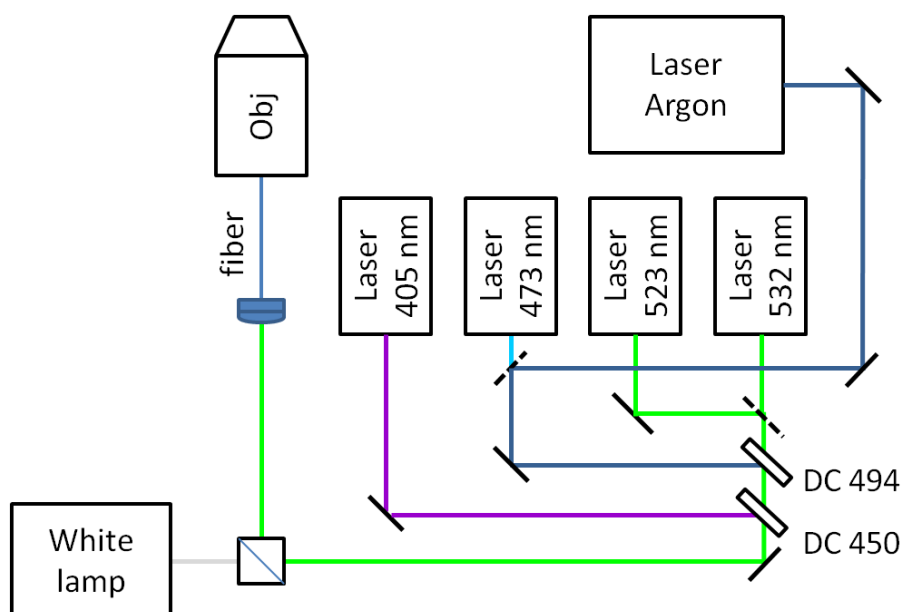 Laser
Argon
Obj
fiber
Laser
405 nm
Laser
473 nm
Laser
523 nm
Laser
532 nm
DC 494
DC 450
White
lamp